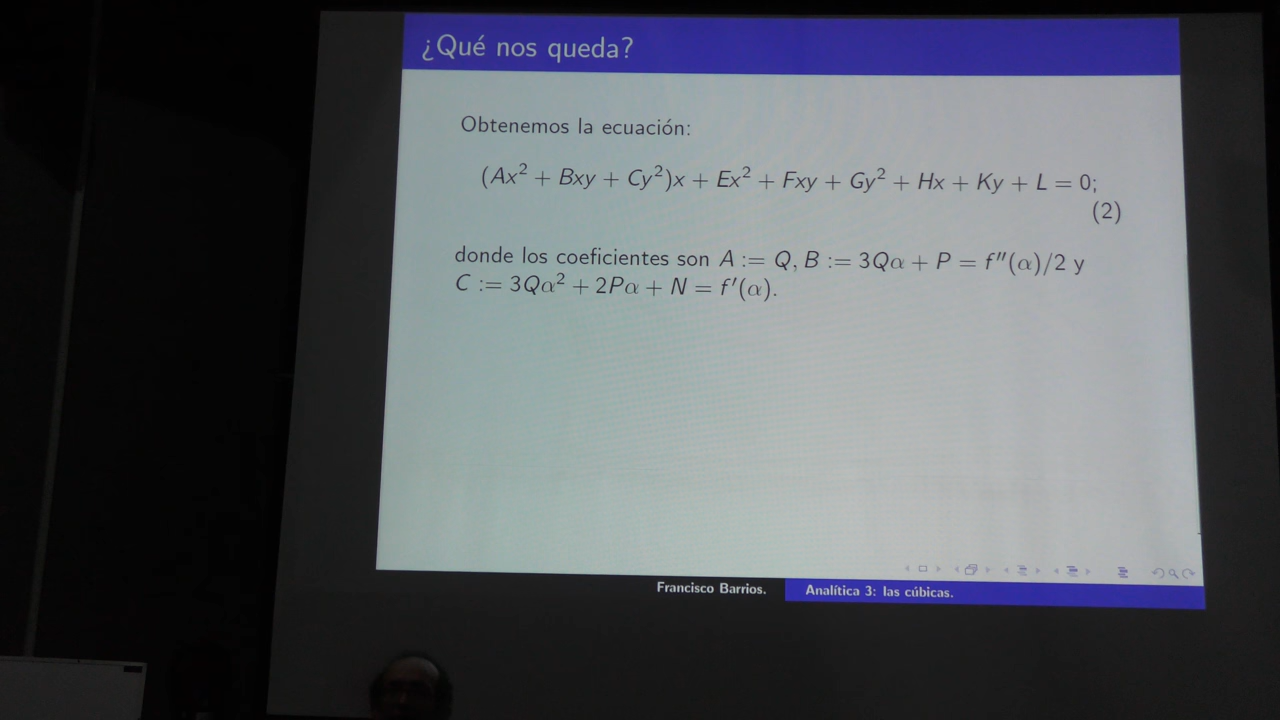 ¿Qué nos queda?
Obtenemos la ecuación:
(Ax² + Bxy + Cy²)x + Ex² + Fxy + Gy² + Hx + Ky + L = 0;
(2)
donde los coeficientes son A := Q, B := 3Qα + P = f″(α)/2 y
C := 3Qα² + 2Pα + N = f′(α).
Francisco Barrios. Analítica 3: las cúbicas.